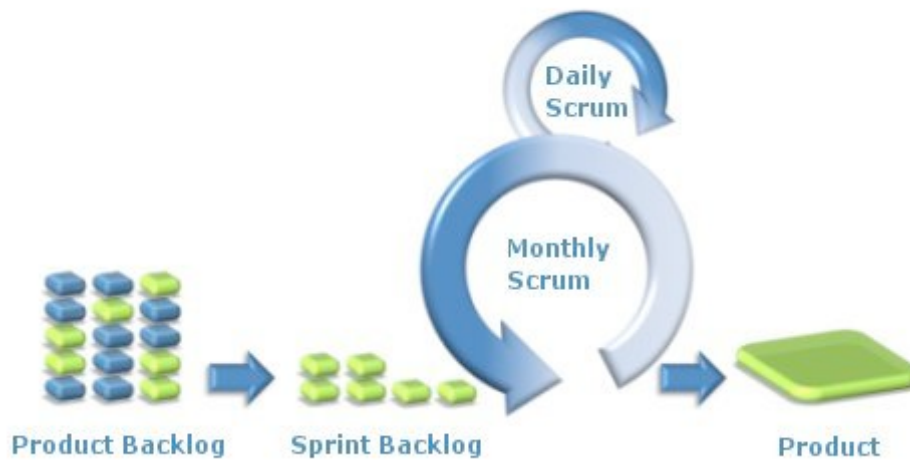 Daily
Scrum
Monthly
Scrum
Product Backlog
Sprint Backlog
Product